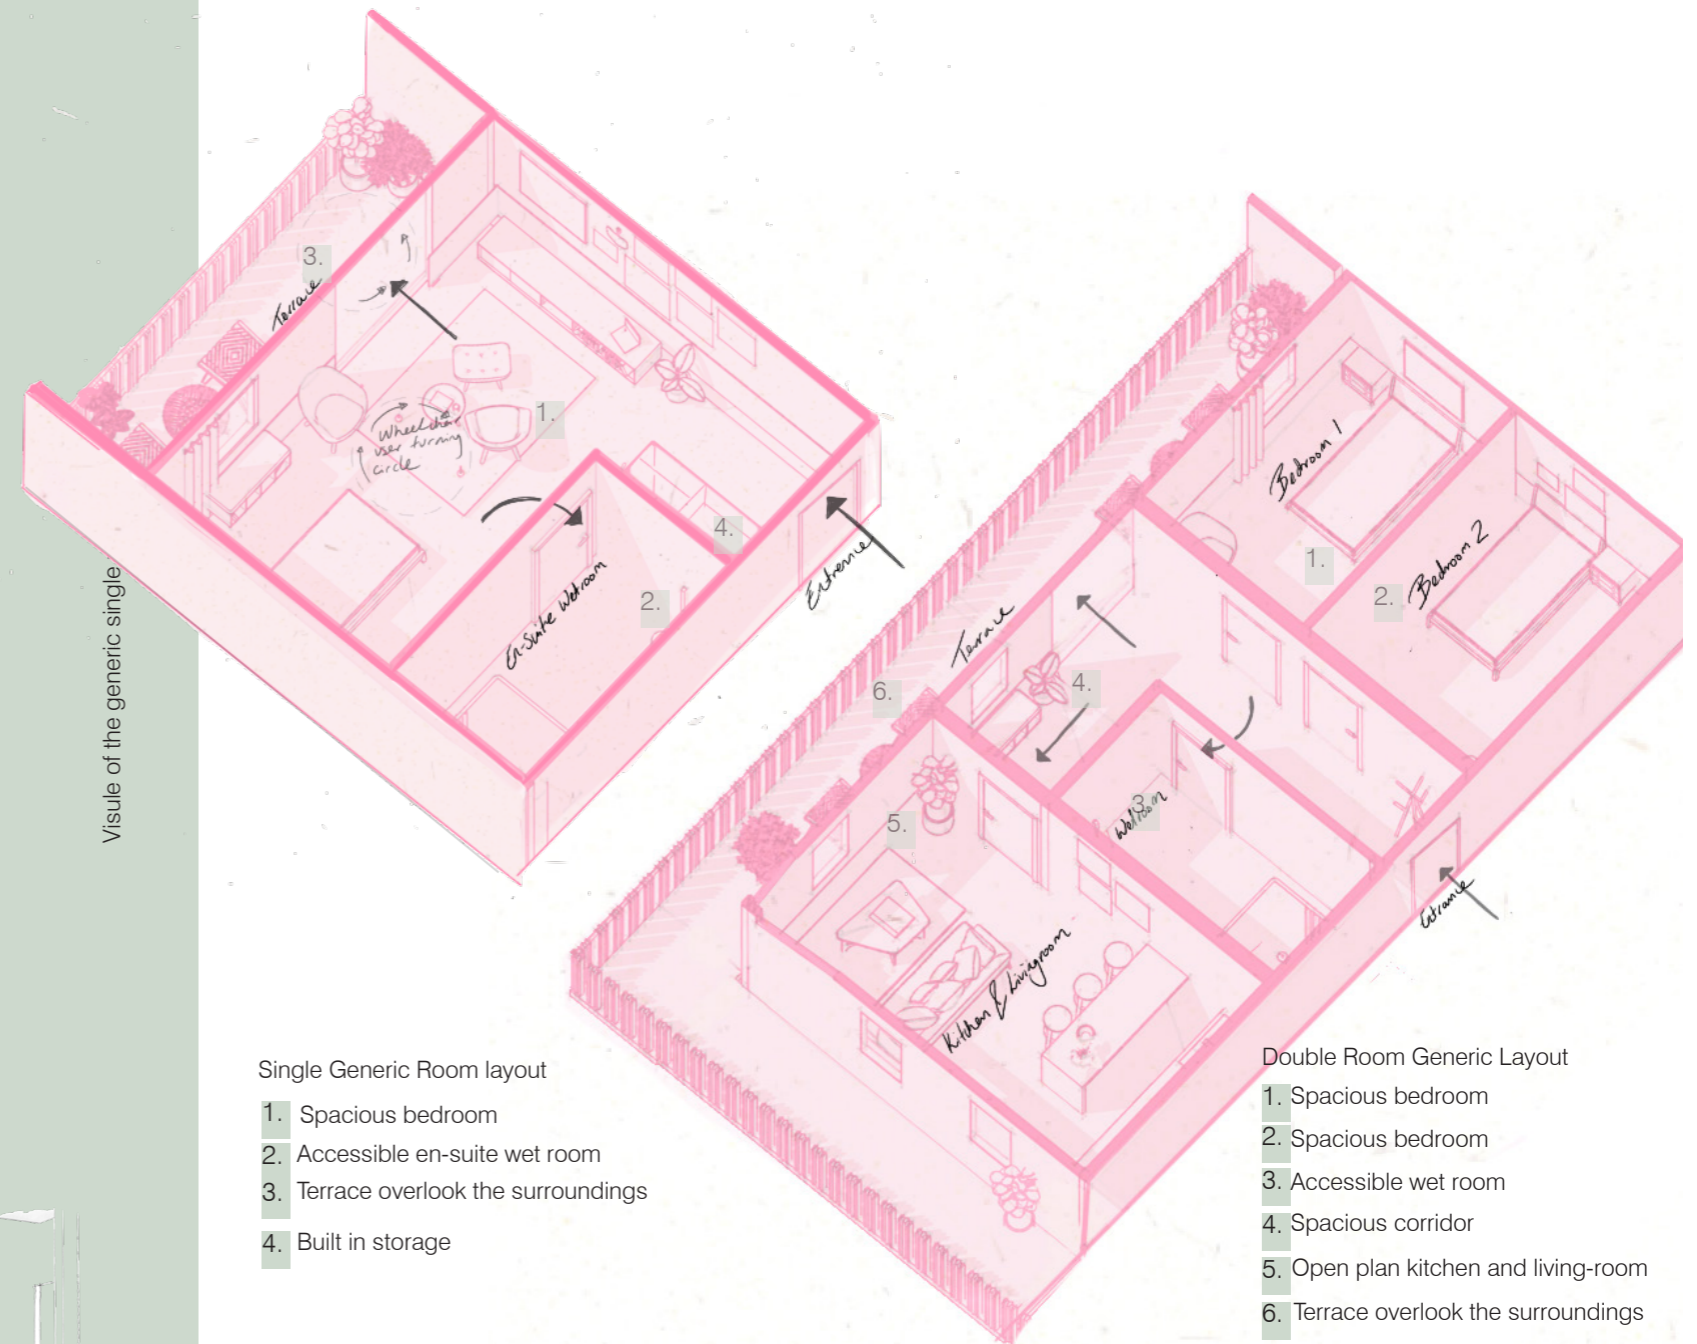 Visule of the generic single
3.
Terrace
1.
Wheelchair
user turning
circle
4.
Entrance
2.
En-Suite Wetroom
Bedroom 1
1.
Bedroom 2
2.
Terrace
6.
4.
3.
Wetroom
5.
Kitchen & Livingroom
Entrance
Single Generic Room layout
1. Spacious bedroom
2. Accessible en-suite wet room
3. Terrace overlook the surroundings
4. Built in storage
Double Room Generic Layout
1. Spacious bedroom
2. Spacious bedroom
3. Accessible wet room
4. Spacious corridor
5. Open plan kitchen and living-room
6. Terrace overlook the surroundings